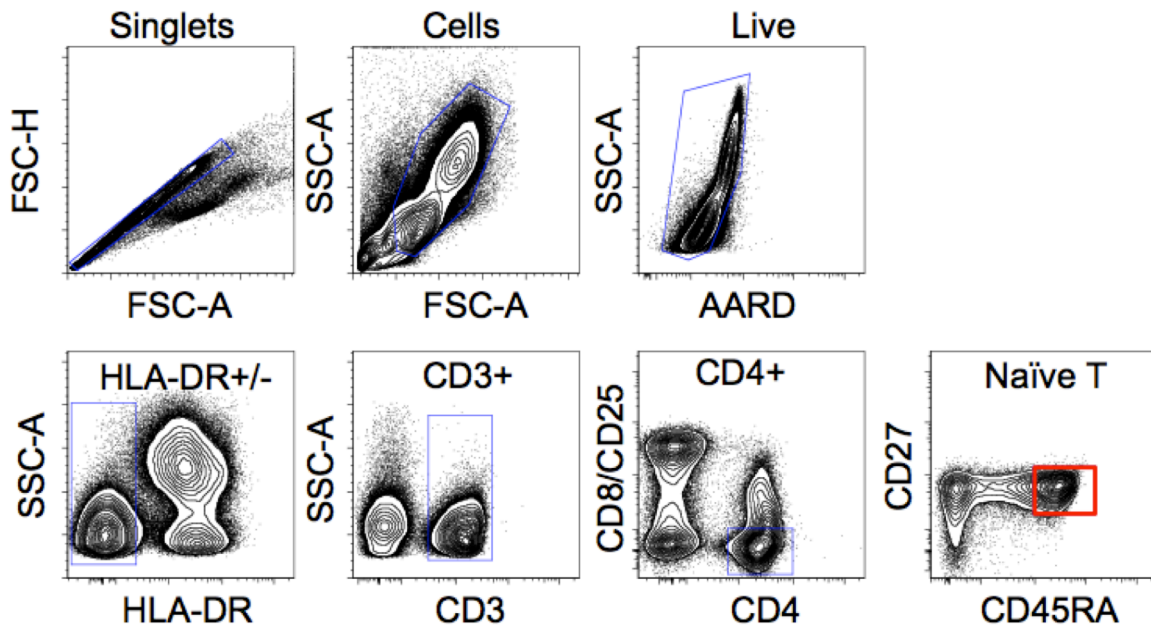 Singlets
FSC-H
FSC-A
Cells
SSC-A
FSC-A
Live
SSC-A
AARD
HLA-DR+/-
SSC-A
HLA-DR
CD3+
SSC-A
CD3
CD4+
CD8/CD25
CD4
Naïve T
CD27
CD45RA